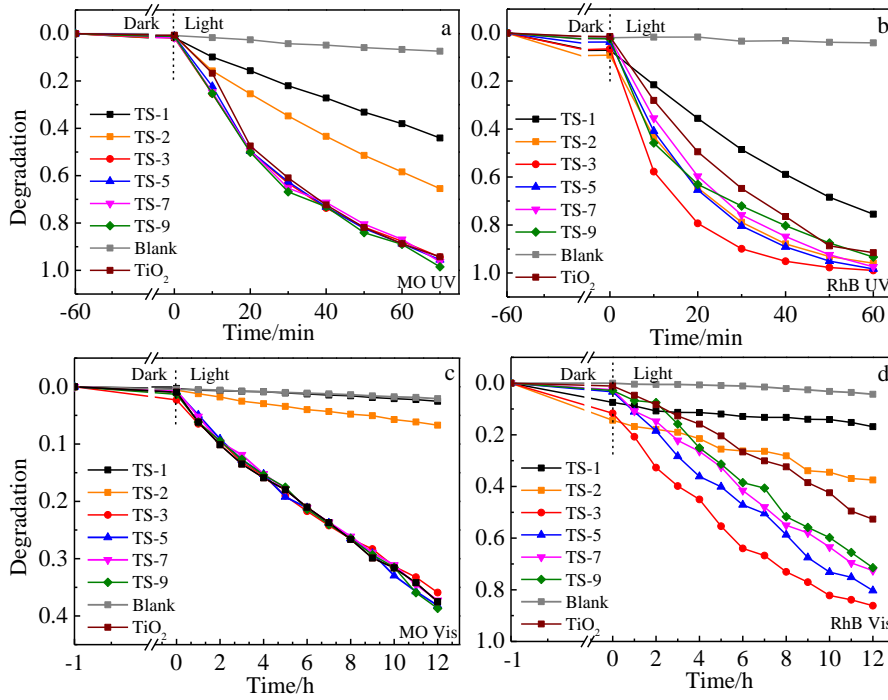 Dark Light a
0.0
0.2
0.4
0.6
0.8
1.0
Degradation
TS-1
TS-2
TS-3
TS-5
TS-7
TS-9
Blank
TiO2
MO UV
-60 0 20 40 60
Time/min
Dark Light b
0.0
0.2
0.4
0.6
0.8
1.0
TS-1
TS-2
TS-3
TS-5
TS-7
TS-9
Blank
TiO2
RhB UV
-60 0 20 40 60
Time/min
Dark Light c
0.0
0.1
0.2
0.3
0.4
Degradation
TS-1
TS-2
TS-3
TS-5
TS-7
TS-9
Blank
TiO2
MO Vis
-1 0 2 4 6 8 10 12
Time/h
Dark Light d
0.0
0.2
0.4
0.6
0.8
1.0
TS-1
TS-2
TS-3
TS-5
TS-7
TS-9
Blank
TiO2
RhB Vis
-1 0 2 4 6 8 10 12
Time/h